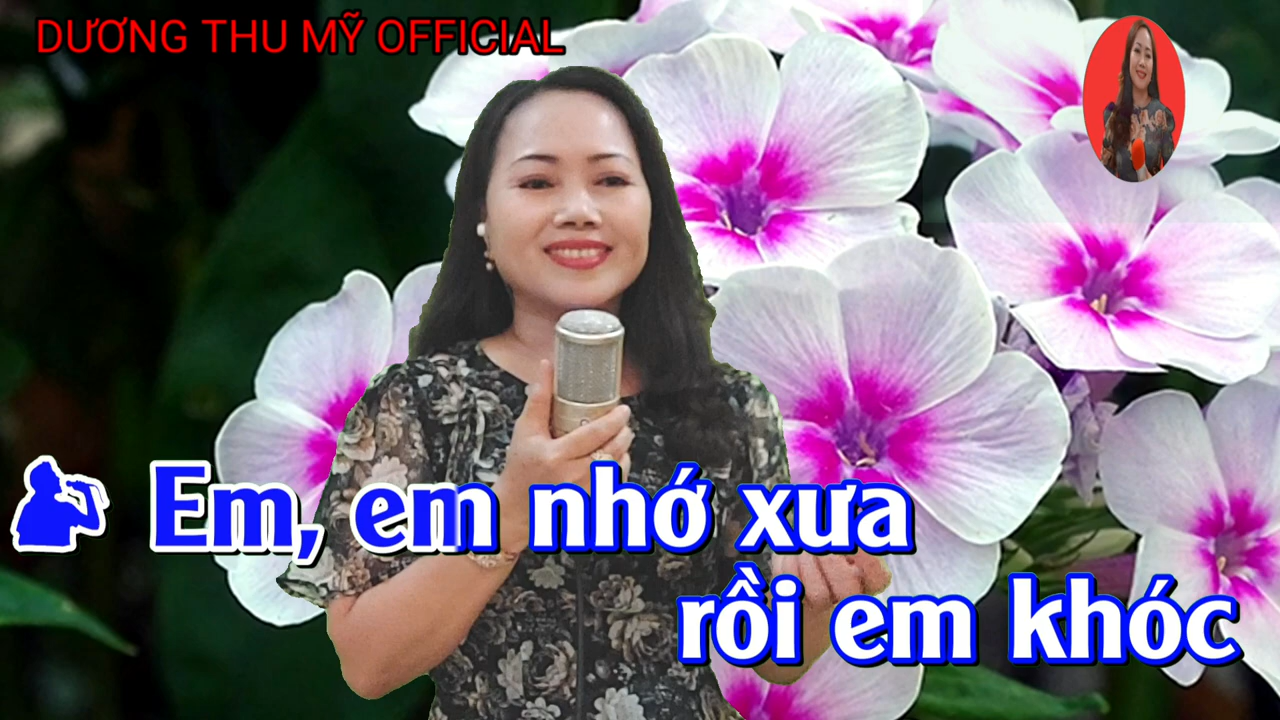 DƯƠNG THU MỸ OFFICIAL
Em, em nhớ xưa
rồi em khóc